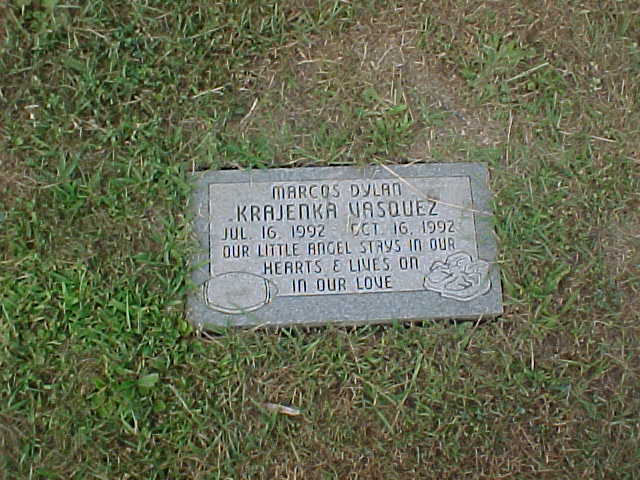 MARCOS DYLAN
KRAJENKA VASQUEZ
JUL 16, 1992 OCT. 16, 1992
OUR LITTLE ANGEL STAYS IN OUR
HEARTS & LIVES ON
IN OUR LOVE